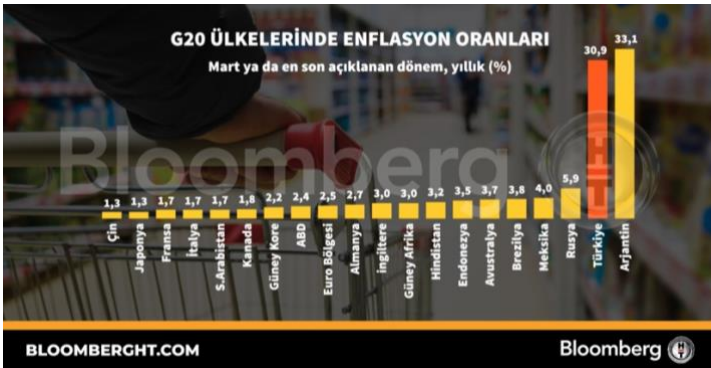 G20 ÜLKELERİNDE ENFLASYON ORANLARI
Mart ya da en son açıklanan dönem, yıllık (%)
Bloomberg
HT
1,3 1,3 1,7 1,7 1,7 1,8 2,2 2,4 2,5 2,7 3,0 3,0 3,2 3,5 3,7 3,8 4,0 5,9 30,9 33,1
Çin
Japonya
Fransa
İtalya
S.Arabistan
Kanada
Güney Kore
ABD
Euro Bölgesi
Almanya
ingiltere
Güney Afrika
Hindistan
Endonezya
Avustralya
Brezilya
Meksika
Rusya
Türkiye
Arjantin
BLOOMBERGHT.COM
Bloomberg HT